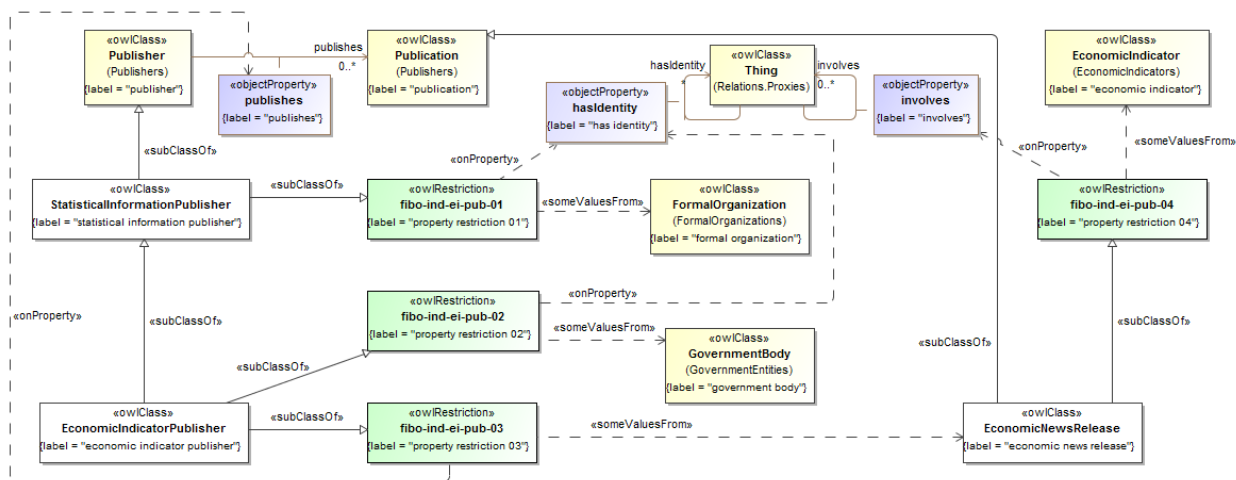 «owlClass»
Publisher
(Publishers)
{label = "publisher"}
publishes
0..*
«owlClass»
Publication
(Publishers)
{label = "publication"}
«objectProperty»
publishes
{label = "publishes"}
«objectProperty»
hasIdentity
{label = "has identity"}
hasIdentity
*
«owlClass»
Thing
(Relations.Proxies)
involves
0..*
«objectProperty»
involves
{label = "involves"}
«owlClass»
EconomicIndicator
(EconomicIndicators)
{label = "economic indicator"}
«subClassOf»
«onProperty»
«onProperty»
«someValuesFrom»
«owlClass»
StatisticalInformationPublisher
{label = "statistical information publisher"}
«subClassOf»
«owlRestriction»
fibo-ind-ei-pub-01
{label = "property restriction 01"}
«someValuesFrom»
«owlClass»
FormalOrganization
(FormalOrganizations)
{label = "formal organization"}
«owlRestriction»
fibo-ind-ei-pub-04
{label = "property restriction 04"}
«onProperty»
«subClassOf»
«owlRestriction»
fibo-ind-ei-pub-02
{label = "property restriction 02"}
«onProperty»
«someValuesFrom»
«owlClass»
GovernmentBody
(GovernmentEntities)
{label = "government body"}
«subClassOf»
«subClassOf»
«subClassOf»
«owlClass»
EconomicIndicatorPublisher
{label = "economic indicator publisher"}
«subClassOf»
«owlRestriction»
fibo-ind-ei-pub-03
{label = "property restriction 03"}
«someValuesFrom»
«owlClass»
EconomicNewsRelease
{label = "economic news release"}